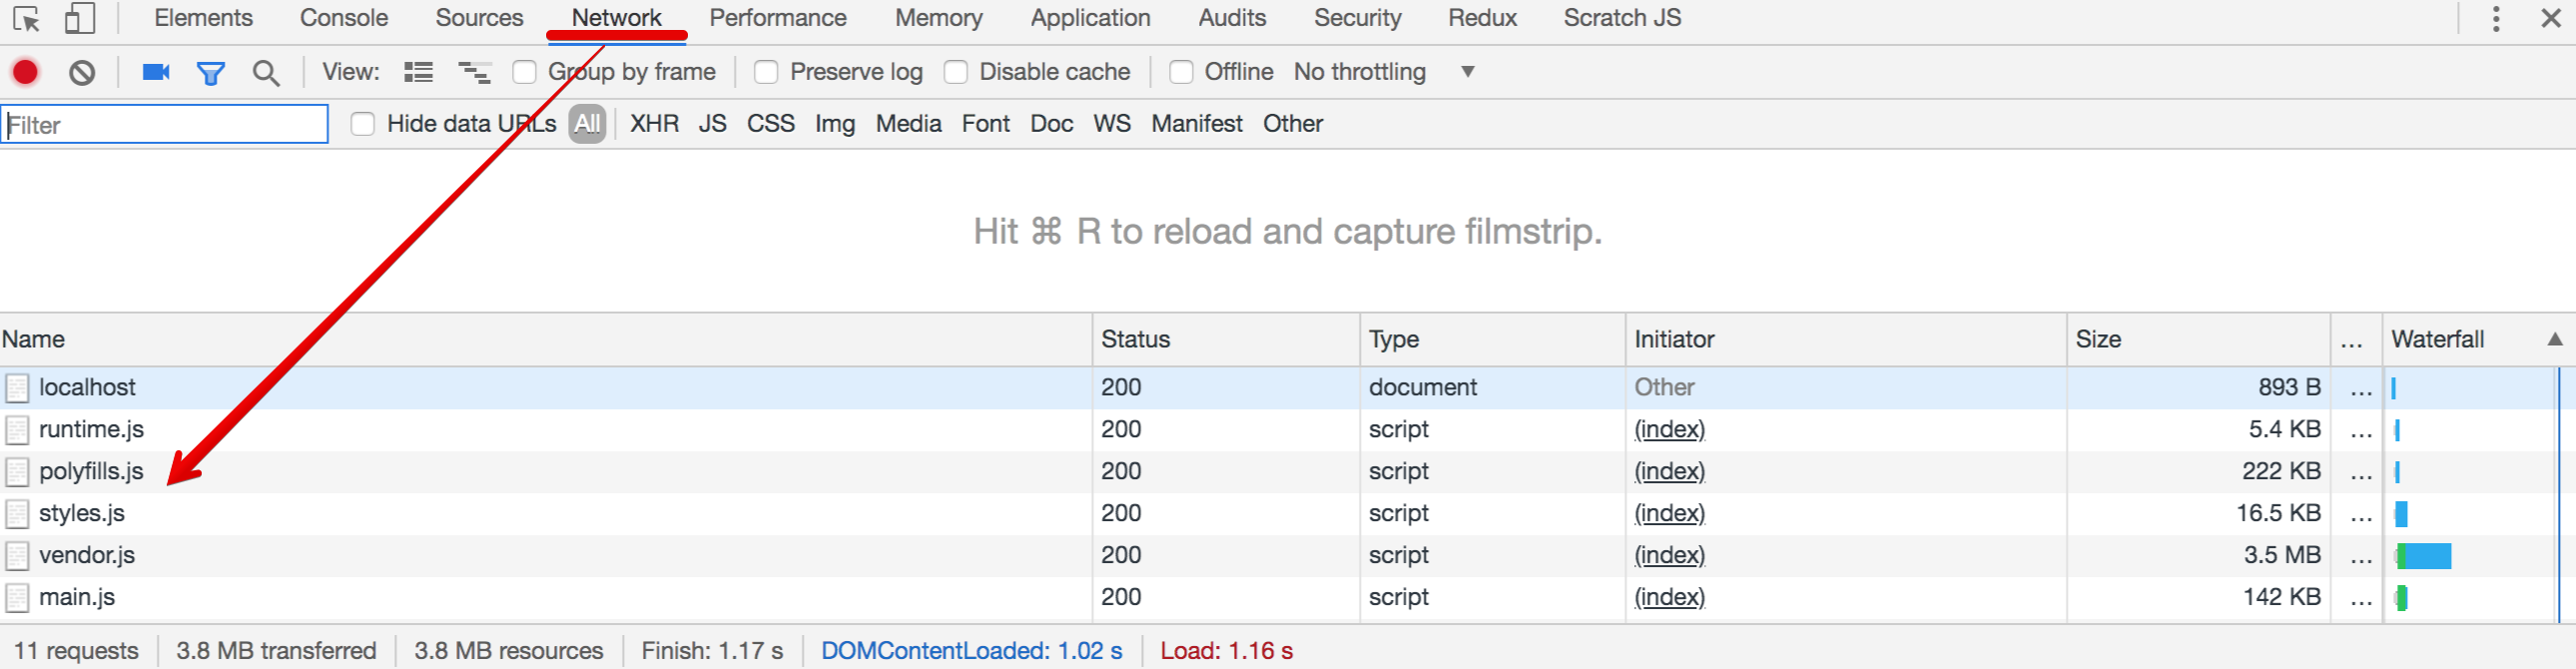 Elements Console Sources Network Performance Memory Application Audits Security Redux Scratch JS
View: Group by frame Preserve log Disable cache Offline No throttling
Filter Hide data URLs All XHR JS CSS Img Media Font Doc WS Manifest Other
Hit ⌘ R to reload and capture filmstrip.
Name Status Type Initiator Size ... Waterfall
localhost 200 document Other 893 B ...
runtime.js 200 script (index) 5.4 KB ...
polyfills.js 200 script (index) 222 KB ...
styles.js 200 script (index) 16.5 KB ...
vendor.js 200 script (index) 3.5 MB ...
main.js 200 script (index) 142 KB ...
11 requests 3.8 MB transferred 3.8 MB resources Finish: 1.17 s DOMContentLoaded: 1.02 s Load: 1.16 s